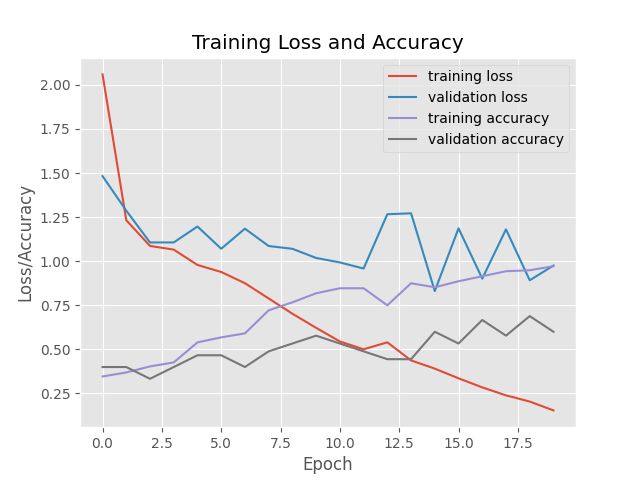 Training Loss and Accuracy
training loss
validation loss
training accuracy
validation accuracy
Loss/Accuracy
2.00
1.75
1.50
1.25
1.00
0.75
0.50
0.25
0.0 2.5 5.0 7.5 10.0 12.5 15.0 17.5
Epoch